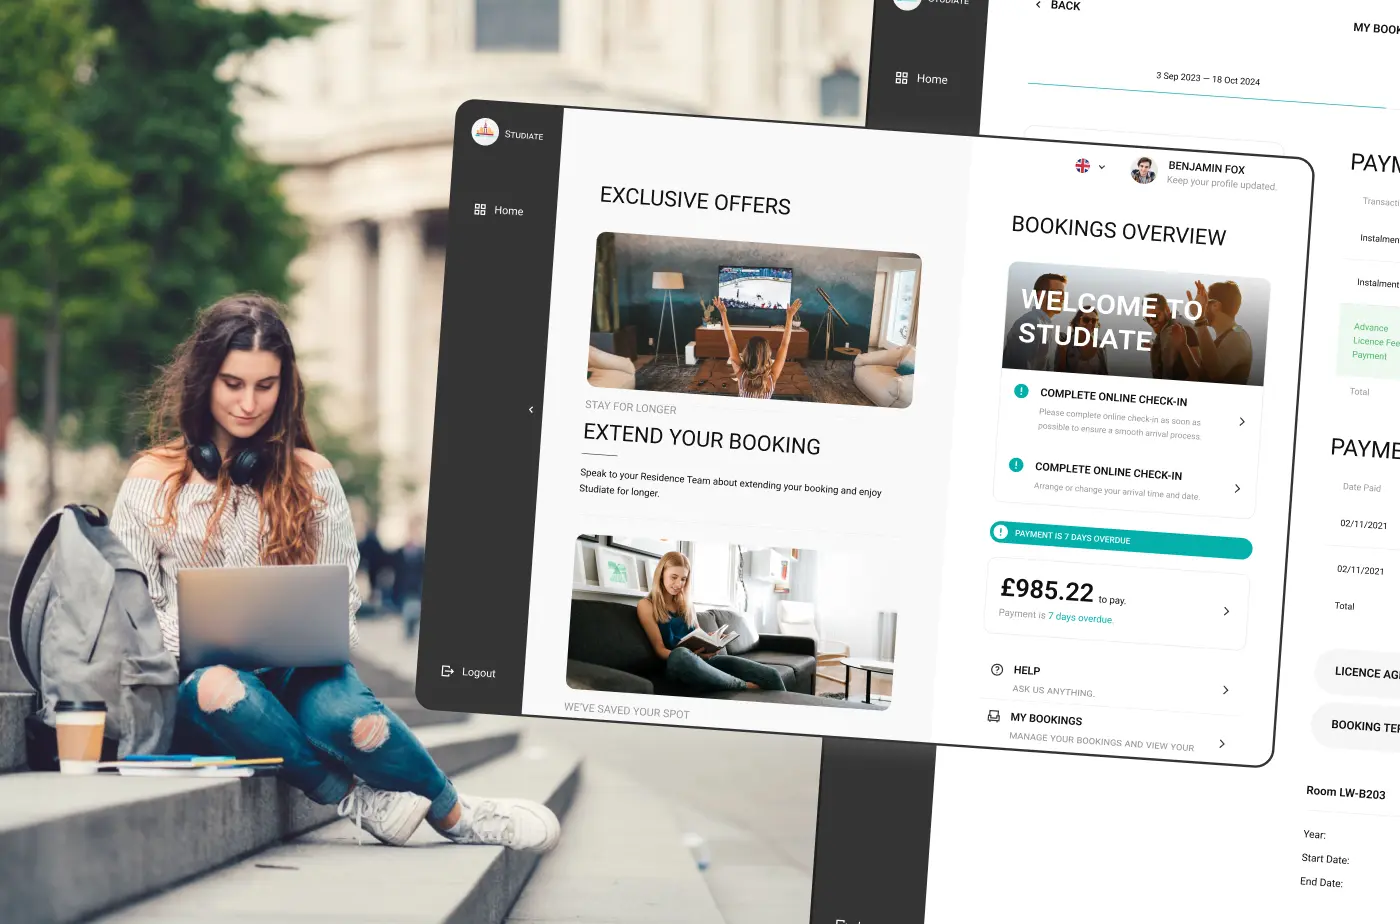 STUDIATE
Home
EXCLUSIVE OFFERS
STAY FOR LONGER
EXTEND YOUR BOOKING
Speak to your Residence Team about extending your booking and enjoy
Studiate for longer.
WE'VE SAVED YOUR SPOT
Logout
BENJAMIN FOX
Keep your profile updated.
BOOKINGS OVERVIEW
WELCOME TO
STUDIATE
COMPLETE ONLINE CHECK-IN
Please complete online check-in as soon as
possible to ensure a smooth arrival process.
COMPLETE ONLINE CHECK-IN
Arrange or change your arrival time and date.
PAYMENT IS 7 DAYS OVERDUE
£985.22 to pay.
Payment is 7 days overdue.
HELP
ASK US ANYTHING.
MY BOOKINGS
MANAGE YOUR BOOKINGS AND VIEW YOUR
STUDIATE
Home
BACK
MY BOOK
3 Sep 2023 — 18 Oct 2024
PAYM
Transacti
Instalmen
Instalment
Advance
Licence Fee
Payment
Total
PAYME
Date Paid
02/11/2021
02/11/2021
Total
LICENCE AG
BOOKING TE
Room LW-B203
Year:
Start Date:
End Date: